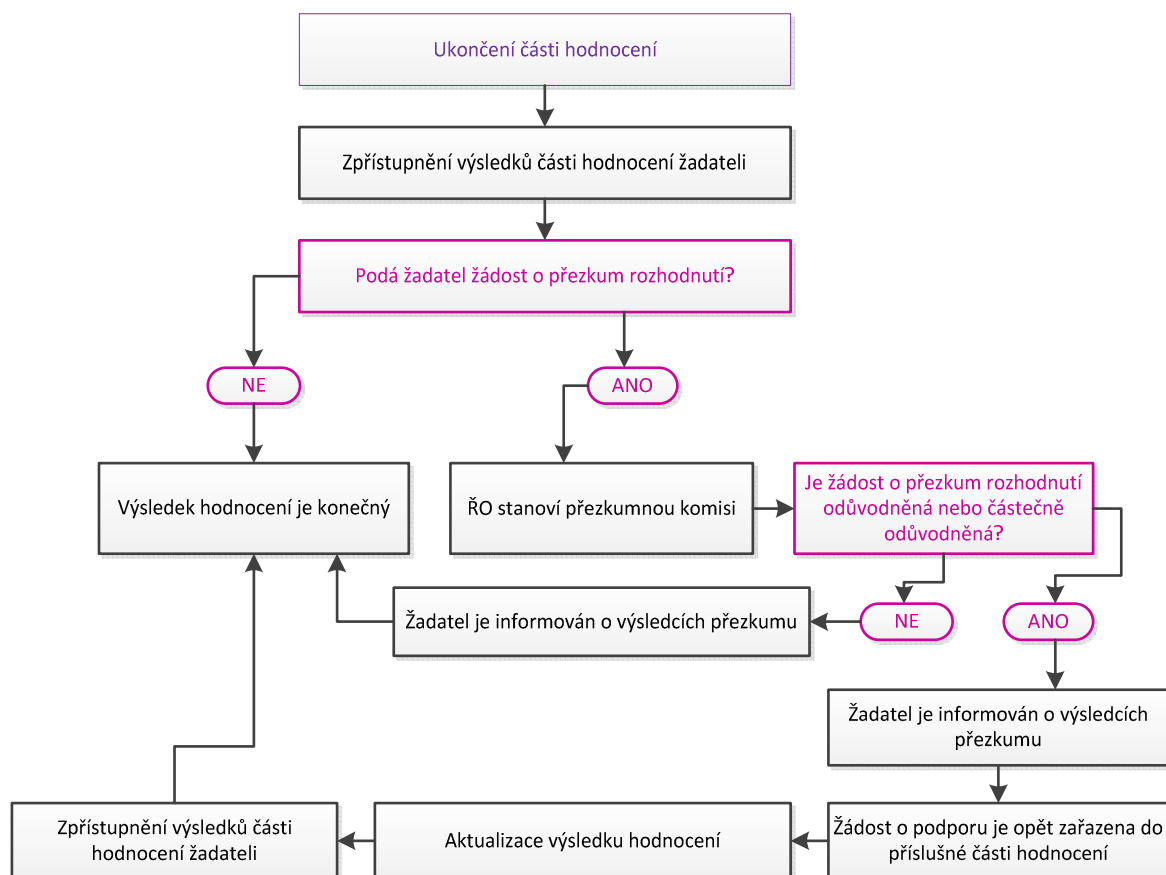 Ukončení části hodnocení
Zpřístupnění výsledků části hodnocení žadateli
Podá žadatel žádost o přezkum rozhodnutí?
NE
ANO
Výsledek hodnocení je konečný
ŘO stanoví přezkumnou komisi
Je žádost o přezkum rozhodnutí
odůvodněná nebo částečně
odůvodněná?
Žadatel je informován o výsledcích přezkumu
NE
ANO
Žadatel je informován o výsledcích
přezkumu
Zpřístupnění výsledků části
hodnocení žadateli
Aktualizace výsledku hodnocení
Žádost o podporu je opět zařazena do
příslušné části hodnocení